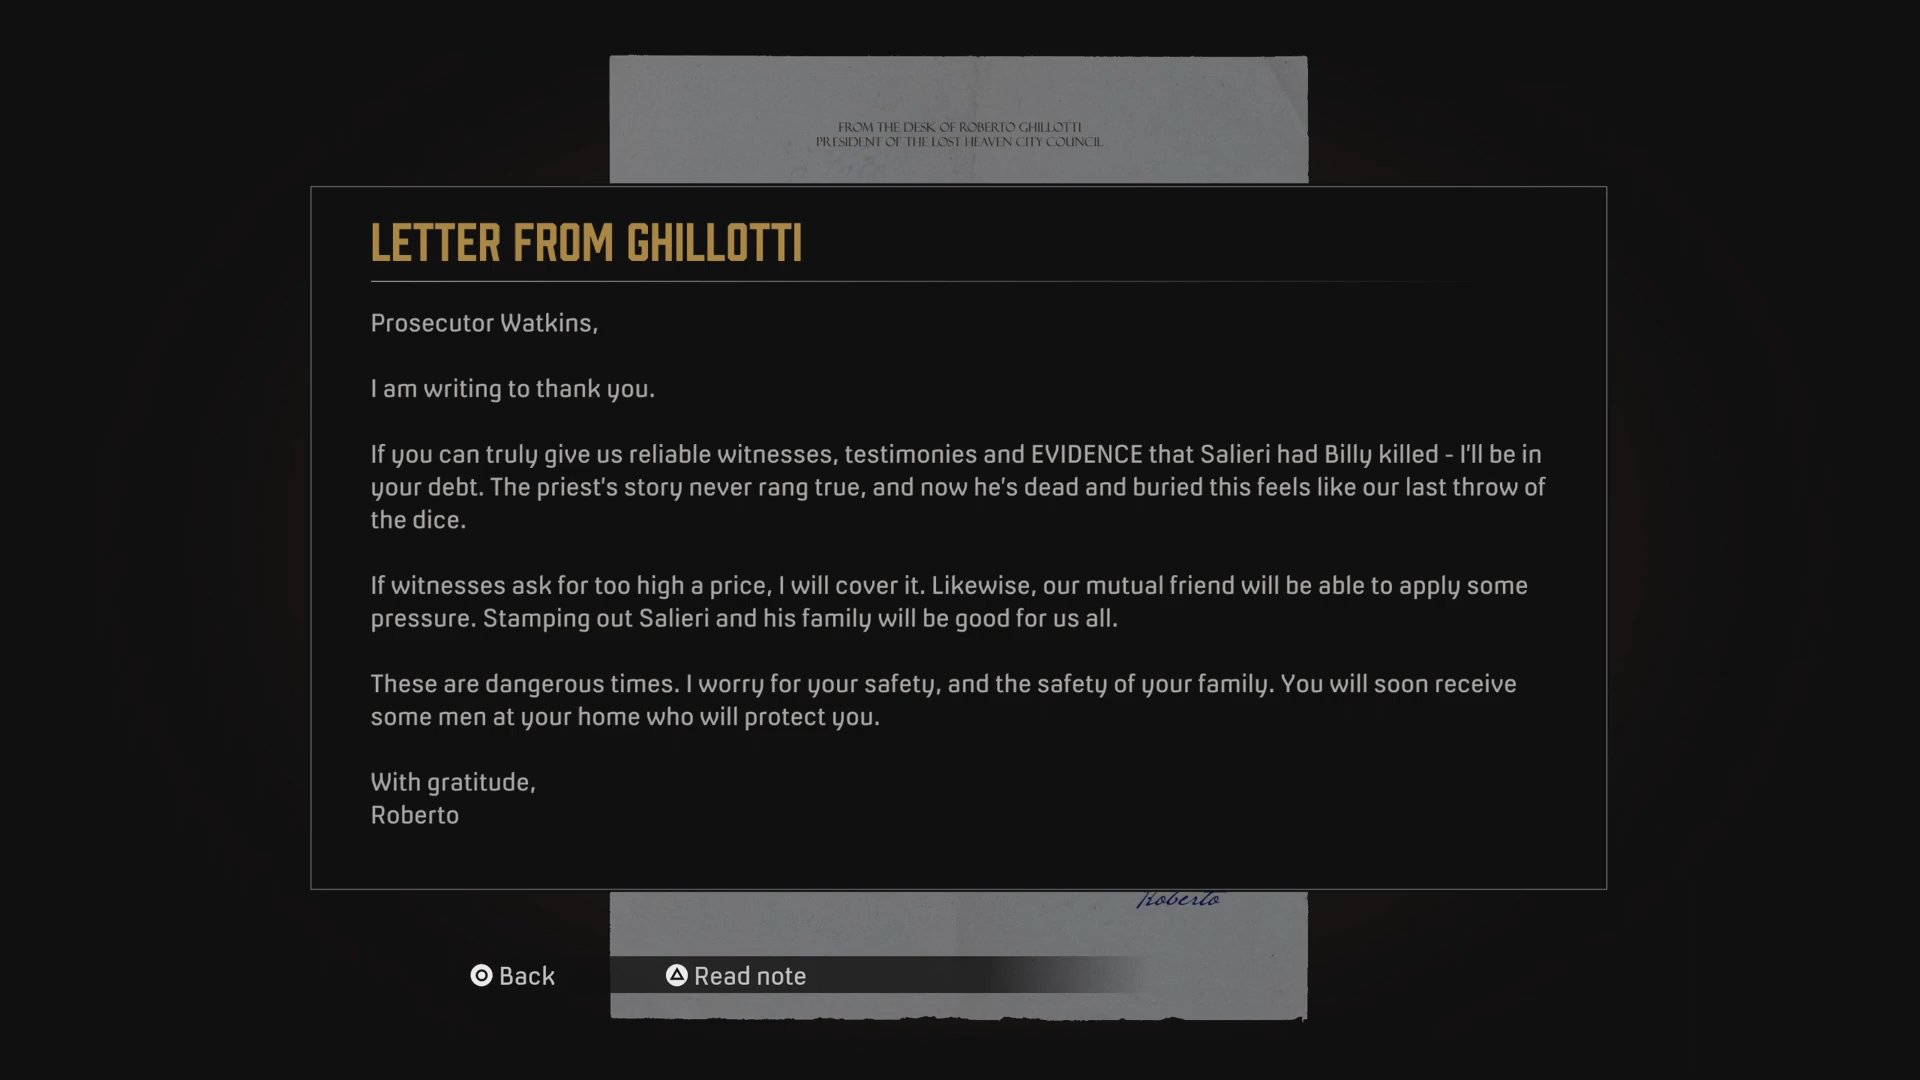 FROM THE DESK OF ROBERTO GHILLOTTI
PRESIDENT OF THE LOST HEAVEN CITY COUNCIL
LETTER FROM GHILLOTTI
Prosecutor Watkins,
I am writing to thank you.
If you can truly give us reliable witnesses, testimonies and EVIDENCE that Salieri had Billy killed - I'll be in
your debt. The priest's story never rang true, and now he's dead and buried this feels like our last throw of
the dice.
If witnesses ask for too high a price, I will cover it. Likewise, our mutual friend will be able to apply some
pressure. Stamping out Salieri and his family will be good for us all.
These are dangerous times. I worry for your safety, and the safety of your family. You will soon receive
some men at your home who will protect you.
With gratitude,
Roberto
Roberto
Back
Read note